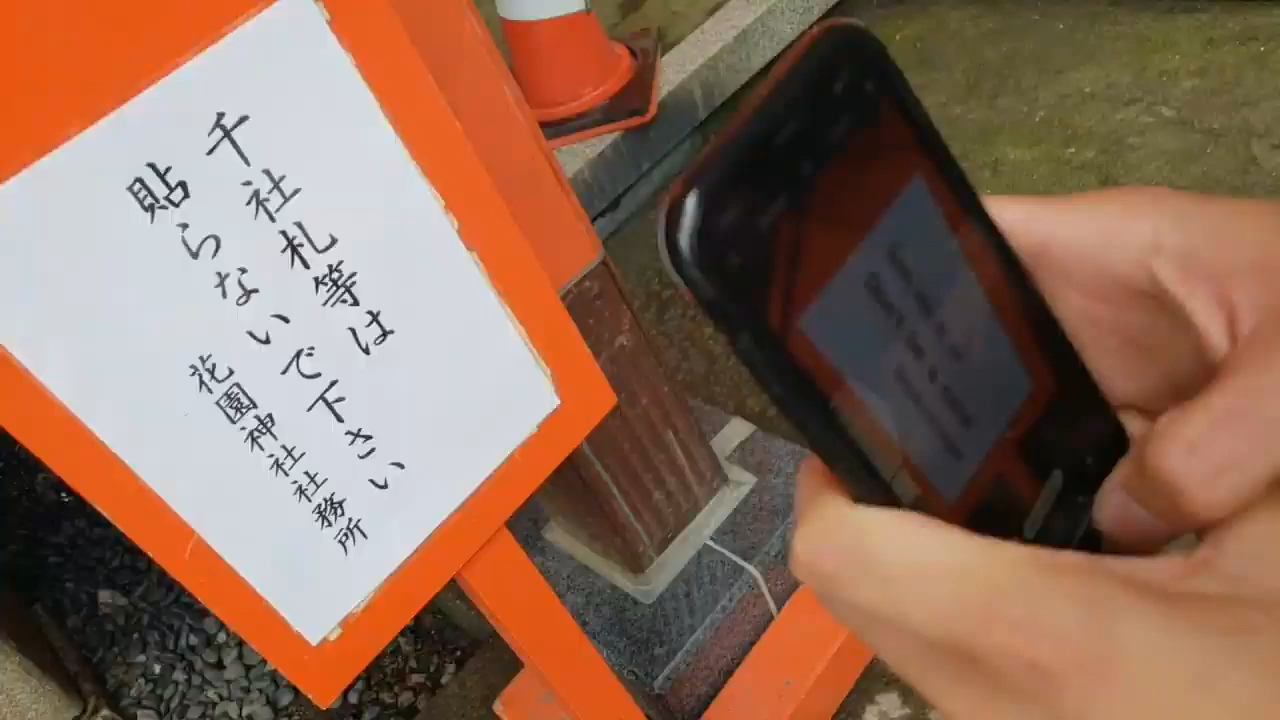 千社札等は
貼らないで下さい
花園神社社務所